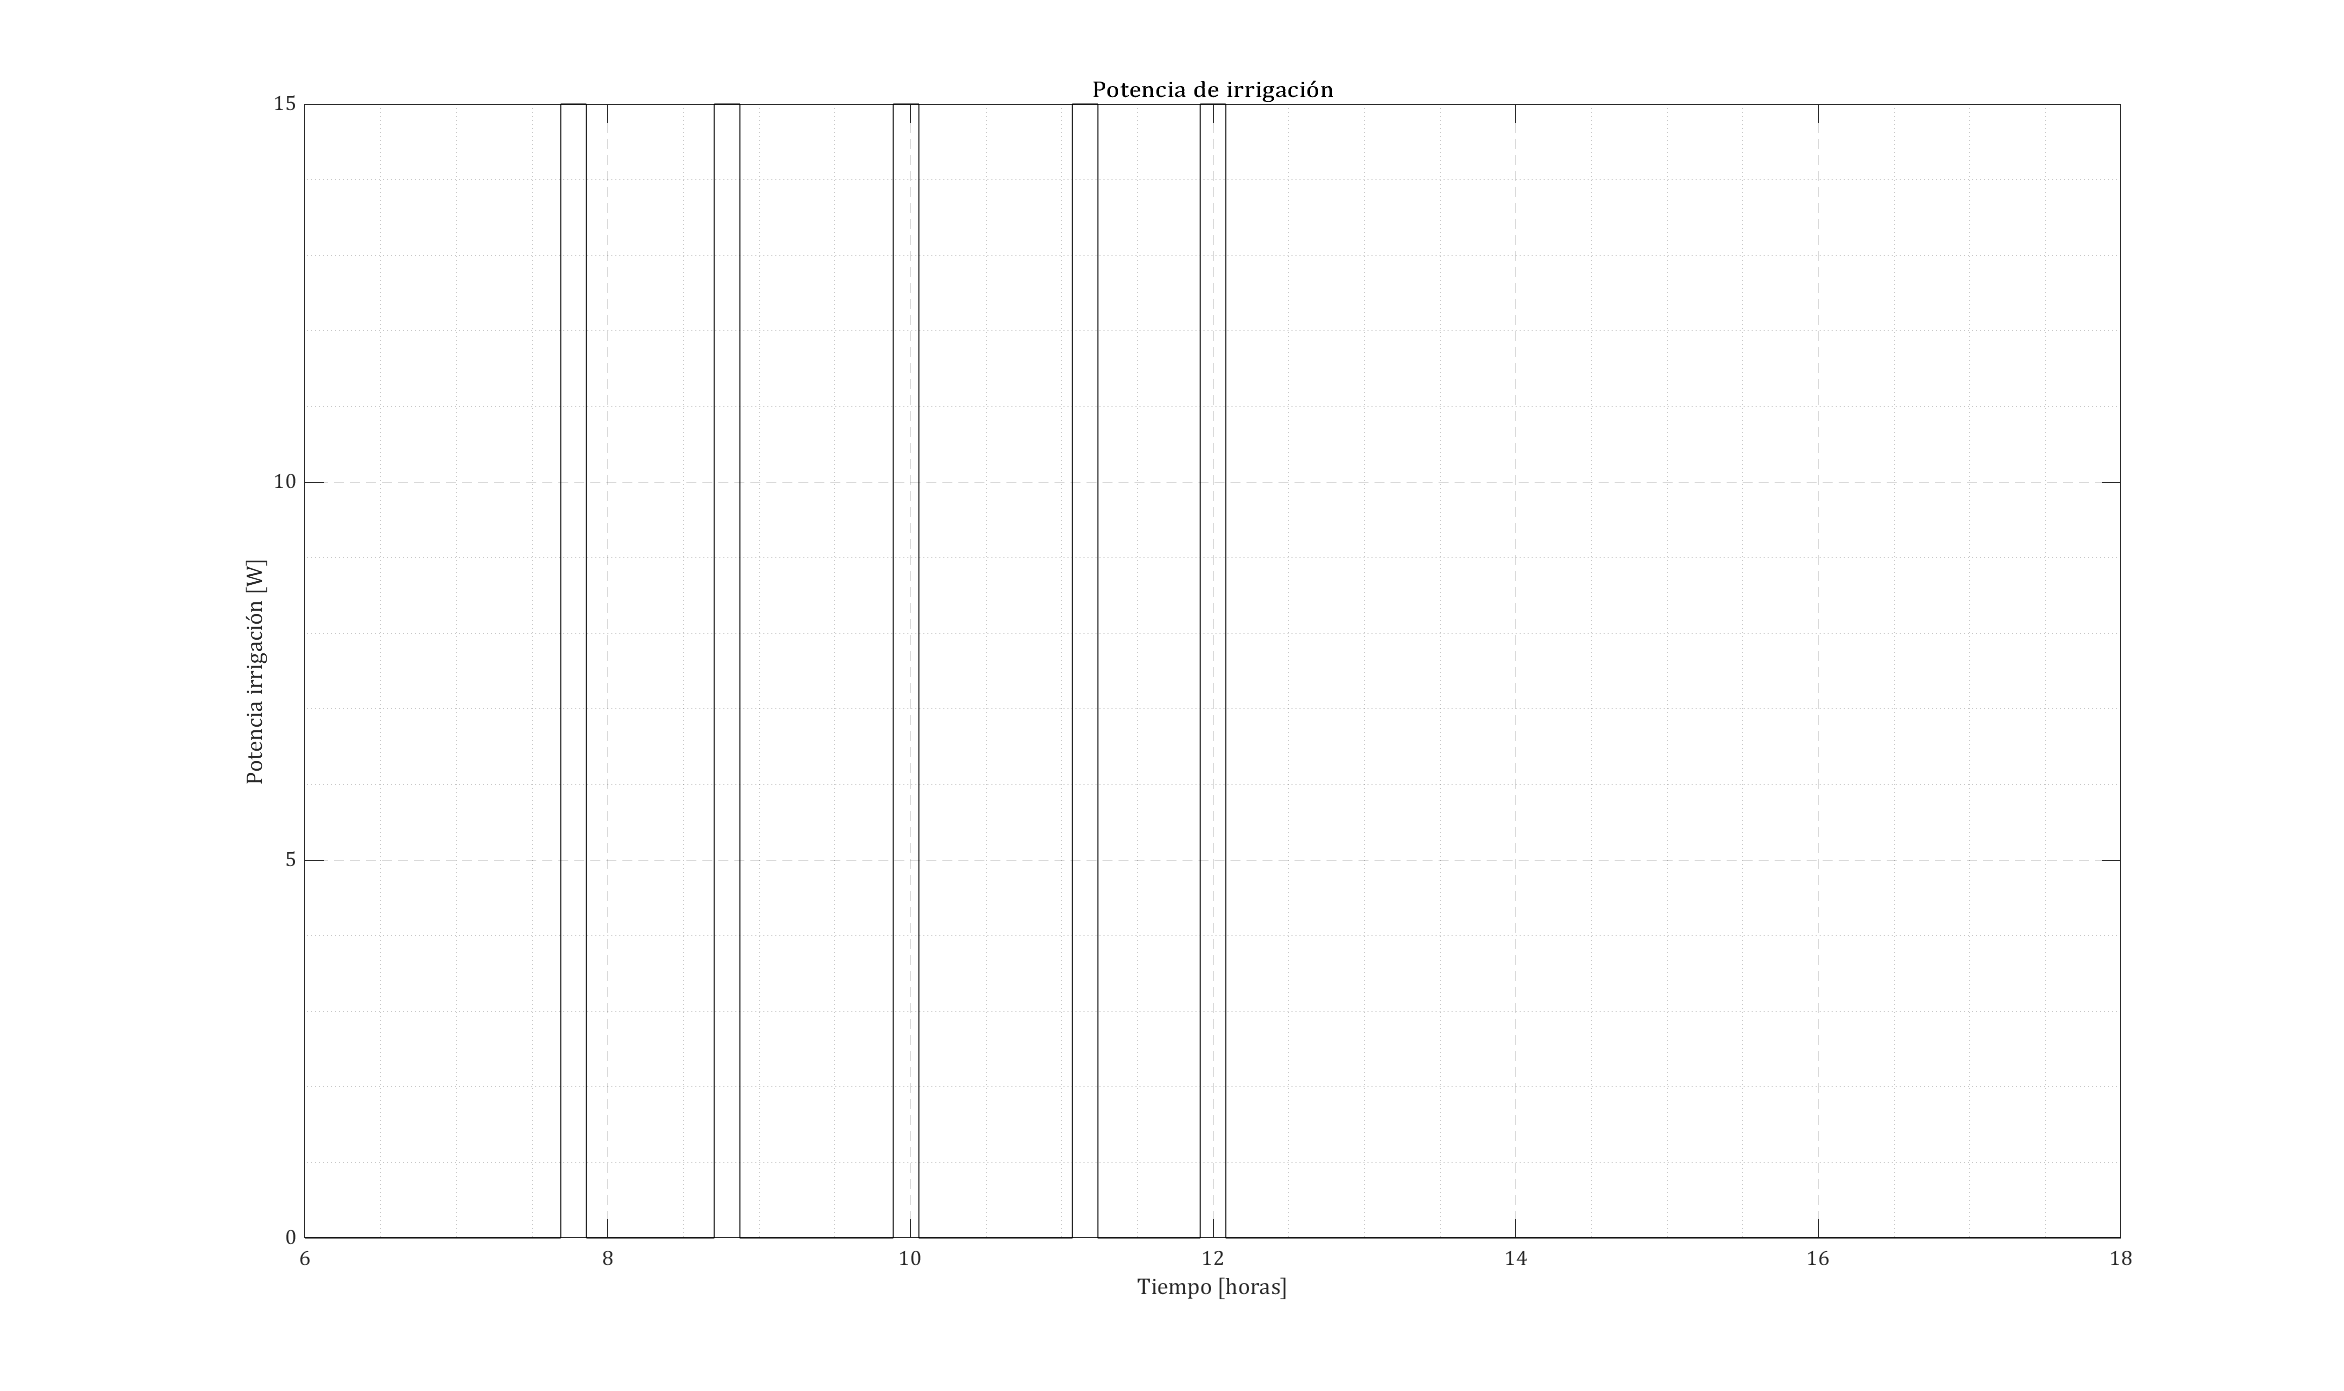 Potencia de irrigación
15
10
5
0
Potencia irrigación [W]
6 8 10 12 14 16 18
Tiempo [horas]